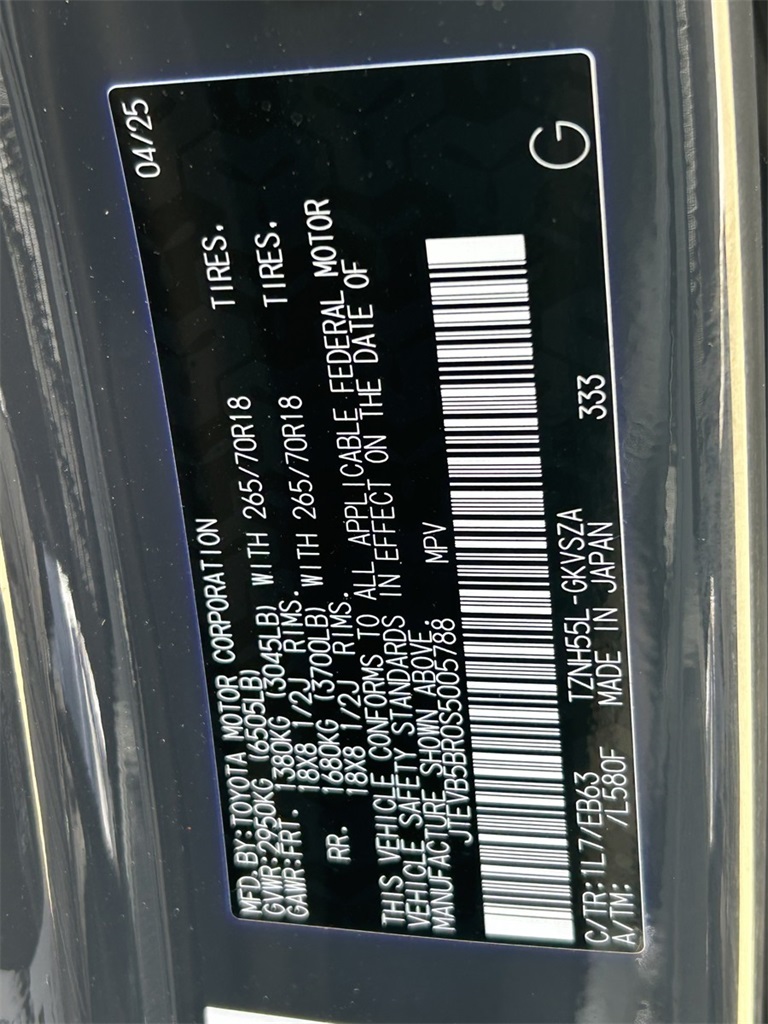 04/25
MFD. BY:TOYOTA MOTOR CORPORATION
GVWR:2950KG (6505LB)
GAWR:FRT. 1380KG (3045LB) WITH 265/70R18 TIRES.
18X8 1/2J RIMS.
RR. 1680KG (3700LB) WITH 265/70R18 TIRES.
18X8 1/2J RIMS.
THIS VEHICLE CONFORMS TO ALL APPLICABLE FEDERAL MOTOR
VEHICLE SAFETY STANDARDS IN EFFECT ON THE DATE OF
MANUFACTURE SHOWN ABOVE.
JTEVB5BR0S5005788 MPV
C/TR:1L7/EB63 TZNH55L-GKVSZA 333 G
A/TM: /L580F MADE IN JAPAN